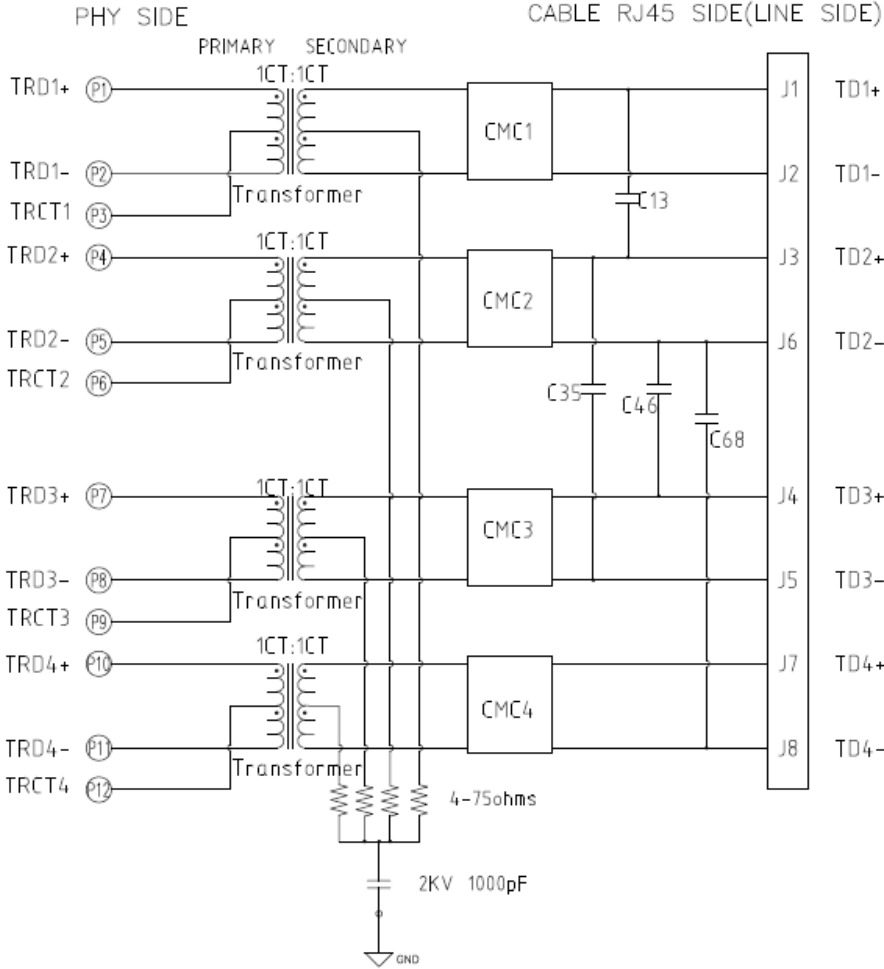 PHY SIDE
CABLE RJ45 SIDE(LINE SIDE)
PRIMARY SECONDARY
1CT:1CT
TRD1+ P1
CMC1
J1 TD1+
TRD1- P2
J2 TD1-
Transformer
C13
TRCT1 P3
1CT:1CT
TRD2+ P4
CMC2
J3 TD2+
TRD2- P5
J6 TD2-
Transformer
TRCT2 P6
C35
C46
C68
1CT:1CT
TRD3+ P7
CMC3
J4 TD3+
TRD3- P8
J5 TD3-
Transformer
TRCT3 P9
1CT:1CT
TRD4+ P10
CMC4
J7 TD4+
TRD4- P11
J8 TD4-
Transformer
TRCT4 P12
4-75ohms
2KV 1000pF
GND